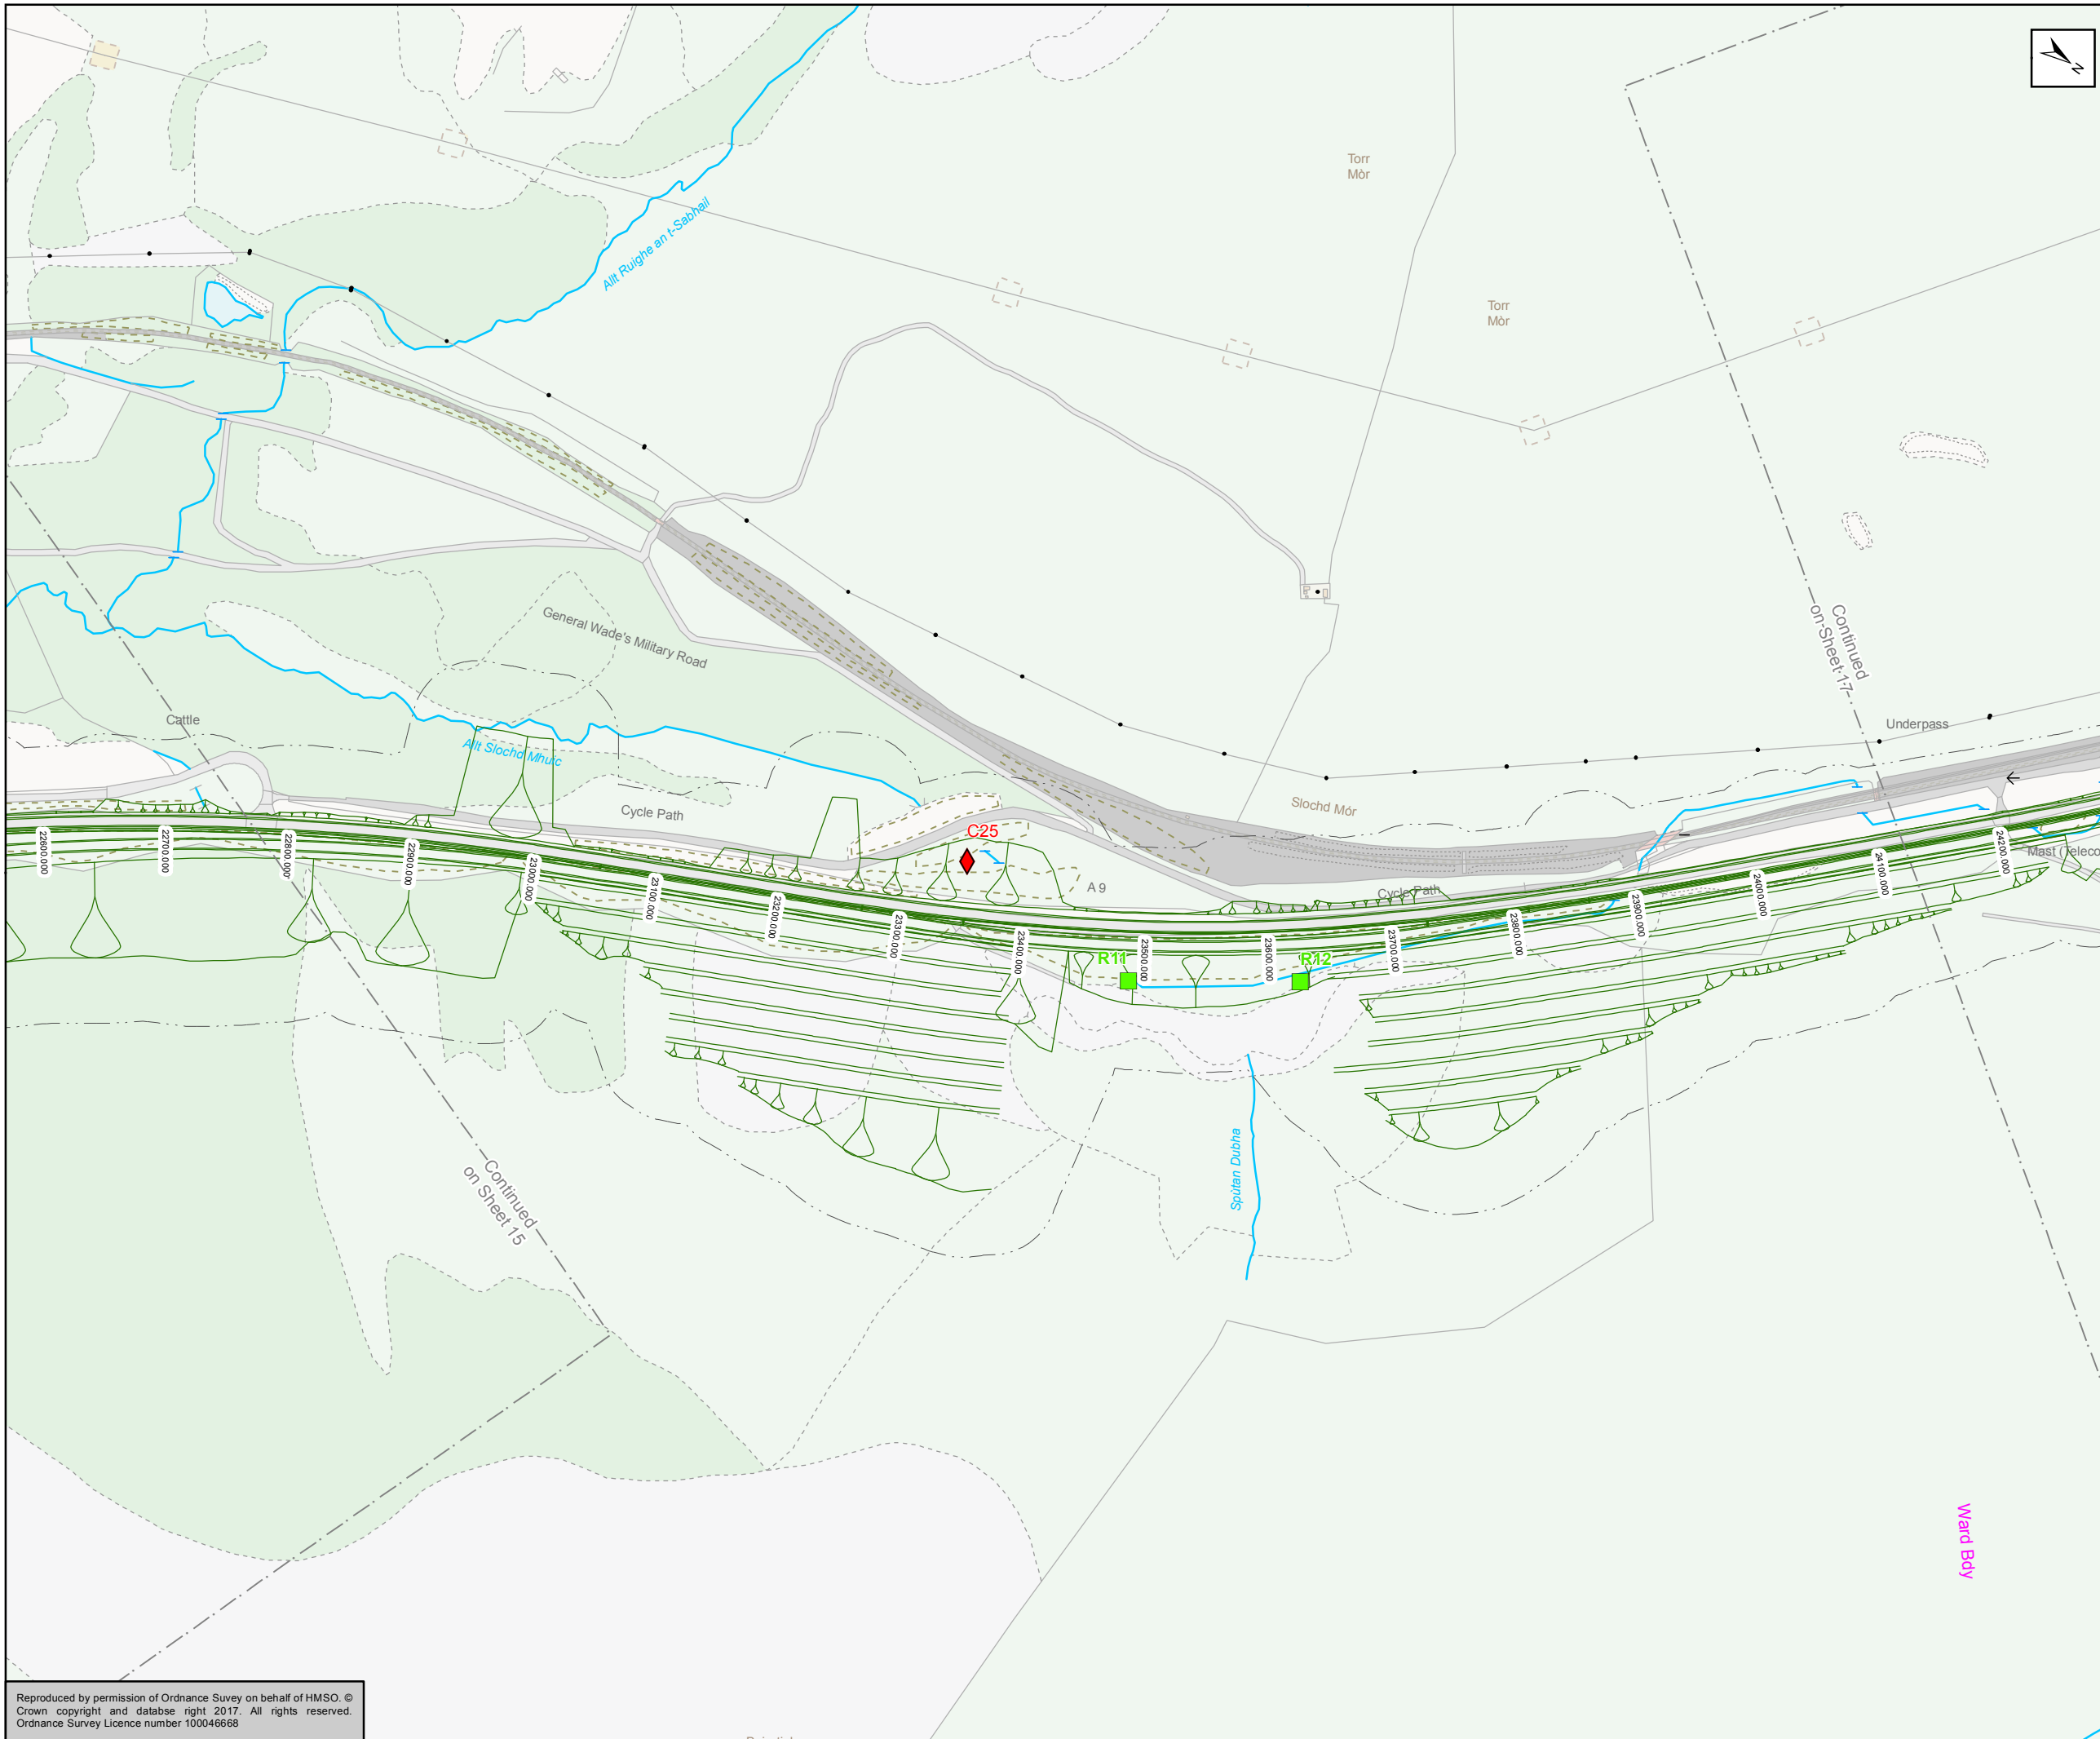 N
Torr
Mòr
Allt Ruighe an t-Sabhail
Torr
Mòr
General Wade's Military Road
Continued
on Sheet 17
Cattle
Underpass
Allt Slochd Mhuic
Cycle Path
Slochd Mór
C25
A 9
Cycle Path
Mast (Teleco
22600.000
22700.000
22800.000
22900.000
23000.000
23100.000
23200.000
23300.000
23400.000
23500.000
23600.000
23700.000
23800.000
23900.000
24000.000
24100.000
24200.000
R11
R12
Spùtan Dubha
Continued
on Sheet 15
Ward Bdy
Reproduced by permission of Ordnance Suvey on behalf of HMSO. ©
Crown copyright and databse right 2017. All rights reserved.
Ordnance Survey Licence number 100046668